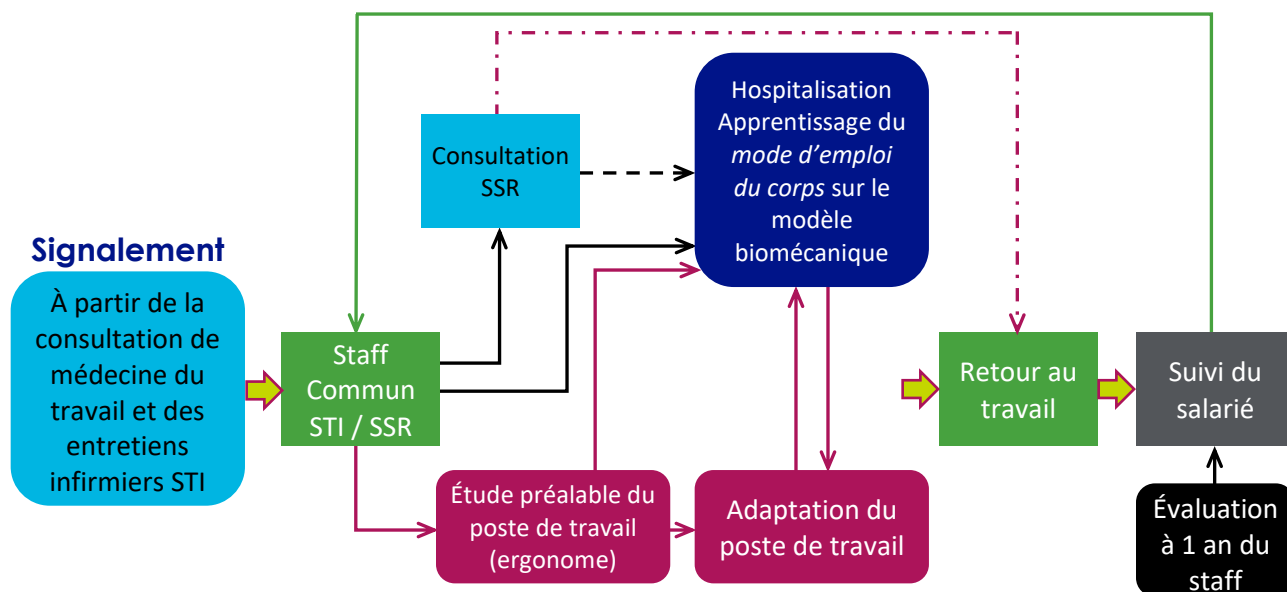 Signalement
À partir de la
consultation de
médecine du
travail et des
entretiens
infirmiers STI
Staff
Commun
STI / SSR
Consultation
SSR
Hospitalisation
Apprentissage du
mode d'emploi
du corps sur le
modèle
biomécanique
Étude préalable du
poste de travail
(ergonome)
Adaptation du
poste de travail
Retour au
travail
Suivi du
salarié
Évaluation
à 1 an du
staff